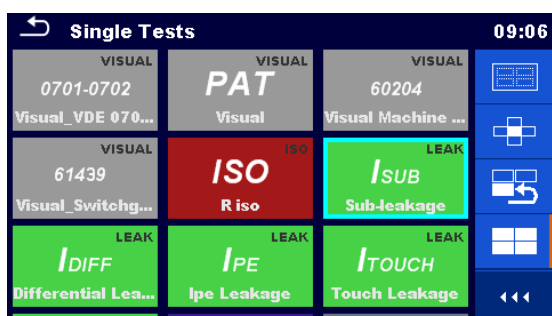 Single Tests 09:06
VISUAL VISUAL VISUAL
0701-0702 PAT 60204
Visual_VDE 070... Visual Visual Machine ...
VISUAL ISO LEAK
61439 ISO ISUB
Visual_Switchg... R iso Sub-leakage
LEAK LEAK LEAK
IDIFF IPE ITOUCH
Differential Lea... Ipe Leakage Touch Leakage